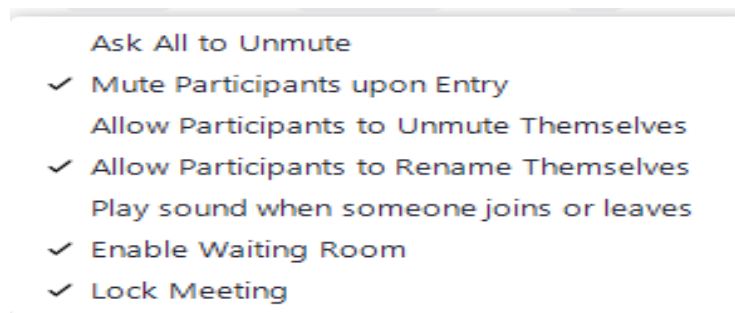 Ask All to Unmute
✓ Mute Participants upon Entry
Allow Participants to Unmute Themselves
✓ Allow Participants to Rename Themselves
Play sound when someone joins or leaves
✓ Enable Waiting Room
✓ Lock Meeting